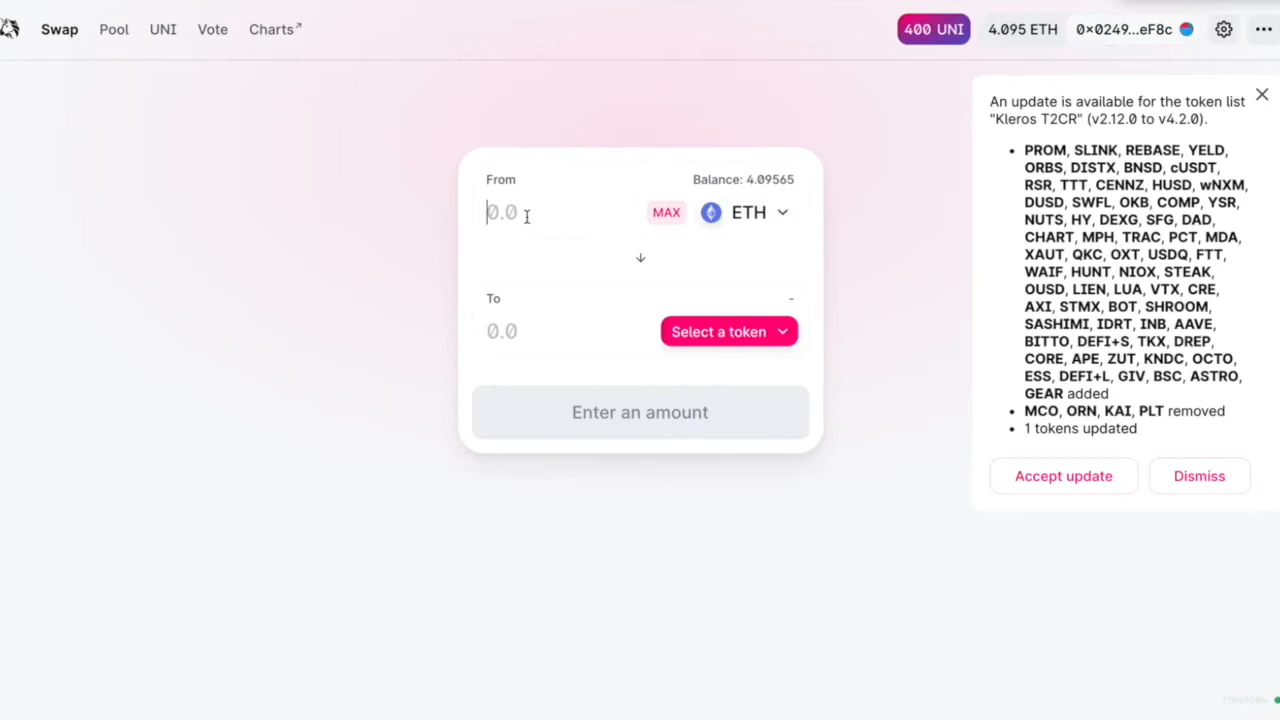 Swap
Pool
UNI
Vote
Charts↗
400 UNI
4.095 ETH
0x0249...eF8c
An update is available for the token list
"Kleros T2CR" (v2.12.0 to v4.2.0).
• PROM, SLINK, REBASE, YELD,
ORBS, DISTX, BNSD, cUSDT,
RSR, TTT, CENNZ, HUSD, wNXM,
DUSD, SWFL, OKB, COMP, YSR,
NUTS, HY, DEXG, SFG, DAD,
CHART, MPH, TRAC, PCT, MDA,
XAUT, QKC, OXT, USDQ, FTT,
WAIF, HUNT, NIOX, STEAK,
OUSD, LIEN, LUA, VTX, CRE,
AXI, STMX, BOT, SHROOM,
SASHIMI, IDRT, INB, AAVE,
BITTO, DEFI+S, TKX, DREP,
CORE, APE, ZUT, KNDC, OCTO,
ESS, DEFI+L, GIV, BSC, ASTRO,
GEAR added
• MCO, ORN, KAI, PLT removed
• 1 tokens updated
Accept update
Dismiss
From
Balance: 4.09565
0.0
MAX
ETH
To
-
0.0
Select a token
Enter an amount